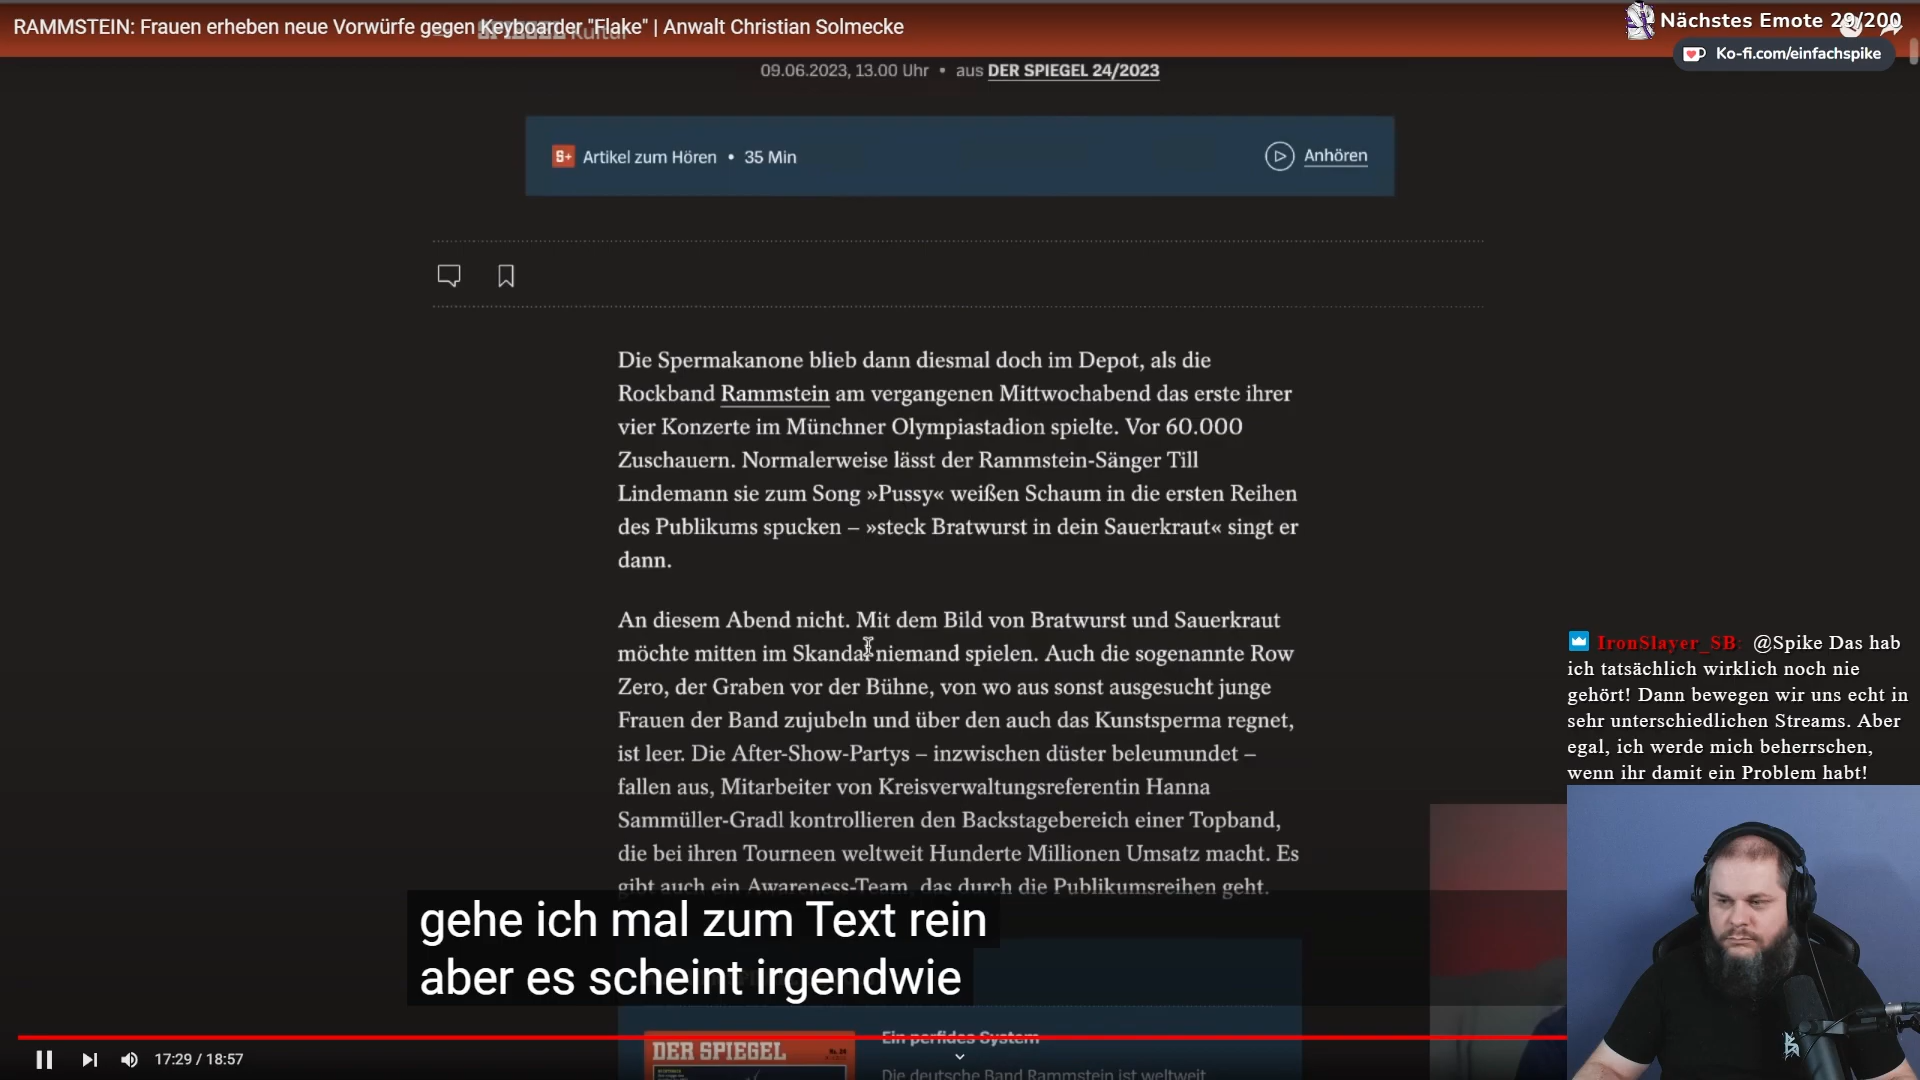 RAMMSTEIN: Frauen erheben neue Vorwürfe gegen Keyboarder "Flake" | Anwalt Christian Solmecke
Nächstes Emote 29/200
Ko-fi.com/einfachspike
09.06.2023, 13.00 Uhr • aus DER SPIEGEL 24/2023
S+ Artikel zum Hören • 35 Min
Anhören
Die Spermakanone blieb dann diesmal doch im Depot, als die
Rockband Rammstein am vergangenen Mittwochabend das erste ihrer
vier Konzerte im Münchner Olympiastadion spielte. Vor 60.000
Zuschauern. Normalerweise lässt der Rammstein-Sänger Till
Lindemann sie zum Song »Pussy« weißen Schaum in die ersten Reihen
des Publikums spucken – »steck Bratwurst in dein Sauerkraut« singt er
dann.
An diesem Abend nicht. Mit dem Bild von Bratwurst und Sauerkraut
möchte mitten im Skandal niemand spielen. Auch die sogenannte Row
Zero, der Graben vor der Bühne, von wo aus sonst ausgesucht junge
Frauen der Band zujubeln und über den auch das Kunstsperma regnet,
ist leer. Die After-Show-Partys – inzwischen düster beleumundet –
fallen aus, Mitarbeiter von Kreisverwaltungsreferentin Hanna
Sammüller-Gradl kontrollieren den Backstagebereich einer Topband,
die bei ihren Tourneen weltweit Hunderte Millionen Umsatz macht. Es
gibt auch ein Awareness-Team, das durch die Publikumsreihen geht.
gehe ich mal zum Text rein
aber es scheint irgendwie
Ein perfides System
DER SPIEGEL
Die deutsche Band Rammstein ist weltweit
17:29 / 18:57
IronSlayer_SB: @Spike Das hab
ich tatsächlich wirklich noch nie
gehört! Dann bewegen wir uns echt in
sehr unterschiedlichen Streams. Aber
egal, ich werde mich beherrschen,
wenn ihr damit ein Problem habt!